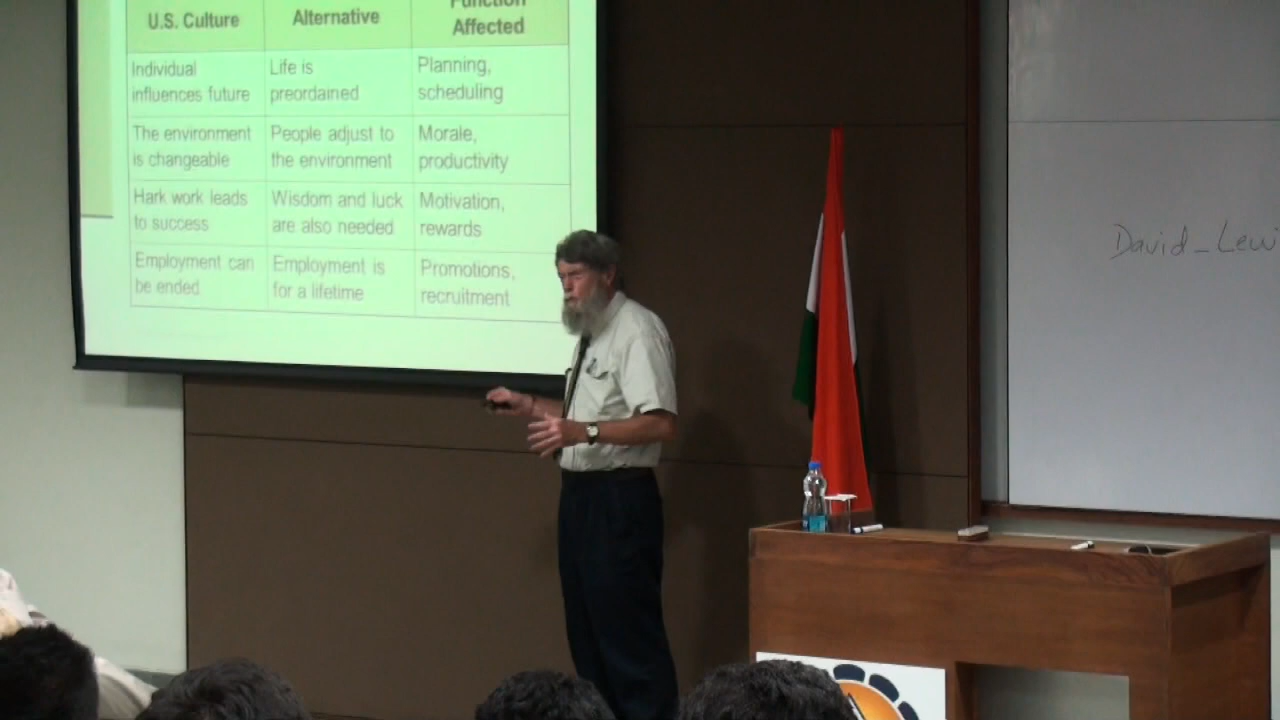 U.S. Culture
Alternative
Function
Affected
Individual
influences future
Life is
preordained
Planning,
scheduling
The environment
is changeable
People adjust to
the environment
Morale,
productivity
Hark work leads
to success
Wisdom and luck
are also needed
Motivation,
rewards
Employment can
be ended
Employment is
for a lifetime
Promotions,
recruitment
David_Lewi